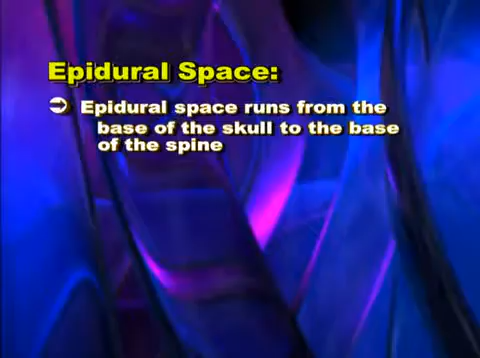 Epidural Space:
➲ Epidural space runs from the
base of the skull to the base
of the spine